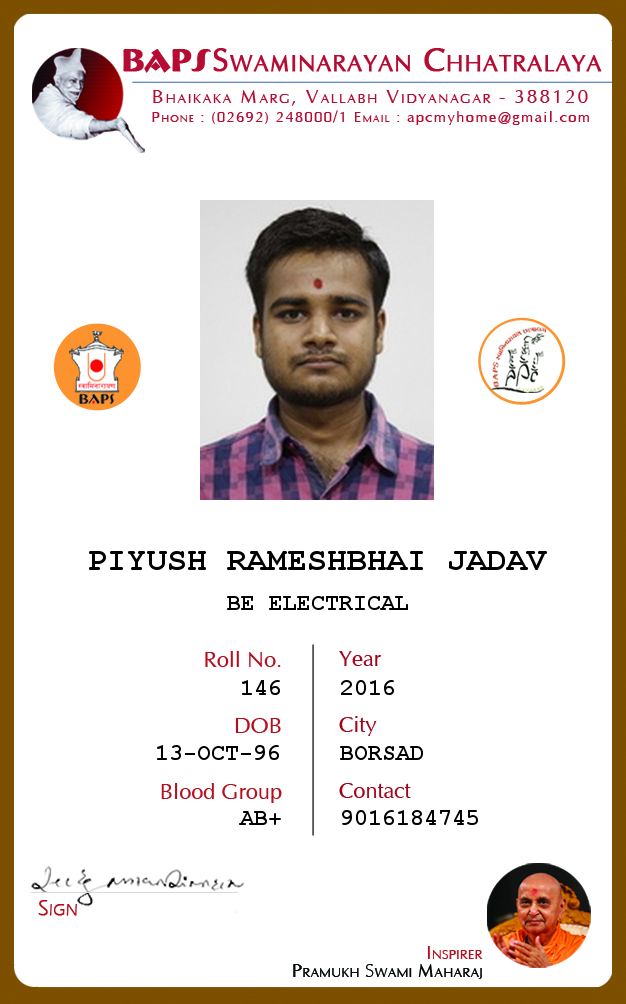 BAPS SWAMINARAYAN CHHATRALAYA
BHAIKAKA MARG, VALLABH VIDYANAGAR - 388120
PHONE : (02692) 248000/1 EMAIL : apcmyhome@gmail.com
स्वामिनारायण
BAPS
PIYUSH RAMESHBHAI JADAV
BE ELECTRICAL
Roll No.
146
Year
2016
DOB
13-OCT-96
City
BORSAD
Blood Group
AB+
Contact
9016184745
SIGN
INSPIRER
PRAMUKH SWAMI MAHARAJ